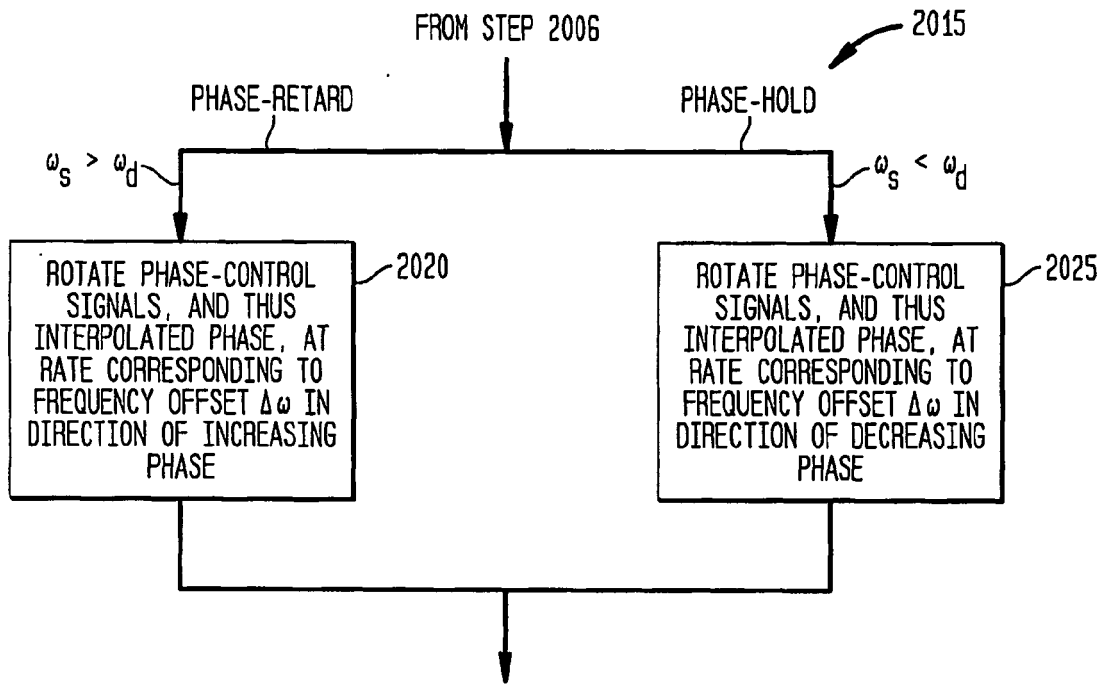 FROM STEP 2006
2015
PHASE-RETARD
PHASE-HOLD
ωs > ωd
ωs < ωd
ROTATE PHASE-CONTROL
SIGNALS, AND THUS
INTERPOLATED PHASE, AT
RATE CORRESPONDING TO
FREQUENCY OFFSET Δω IN
DIRECTION OF INCREASING
PHASE
2020
ROTATE PHASE-CONTROL
SIGNALS, AND THUS
INTERPOLATED PHASE, AT
RATE CORRESPONDING TO
FREQUENCY OFFSET Δω IN
DIRECTION OF DECREASING
PHASE
2025